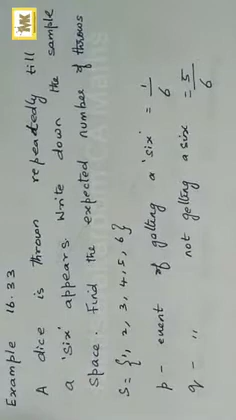 MK
Example 16.33
A dice is thrown repeatedly till
a 'six' appears. Write down the sample
space. Find the expected number of throws
S = {1, 2, 3, 4, 5, 6}
p - event of getting a 'six' = 1/6
q - " not getting a six = 5/6